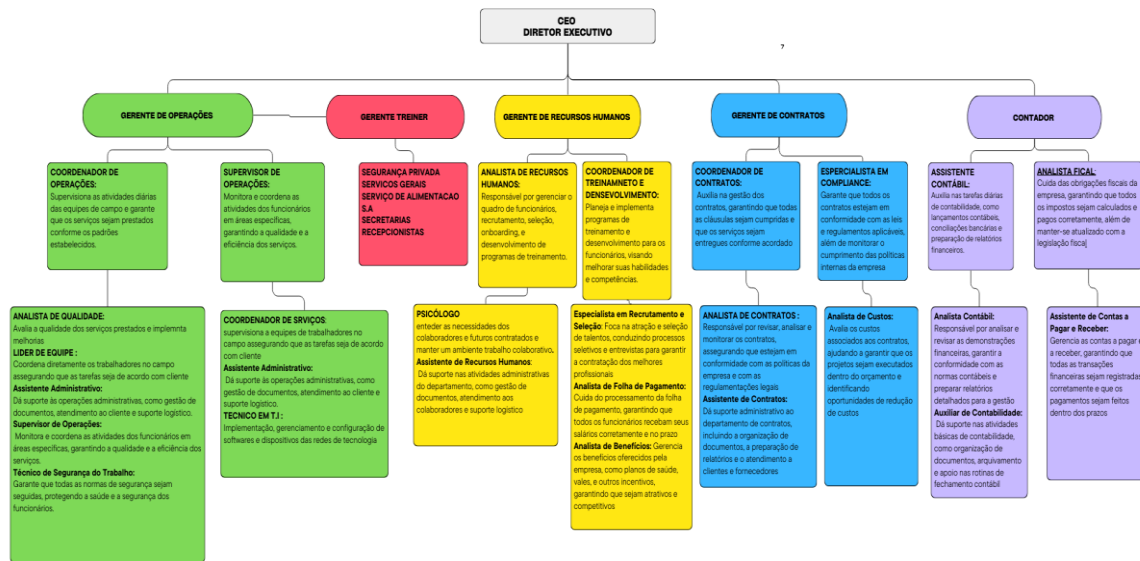 CEO
DIRETOR EXECUTIVO
?
GERENTE DE OPERAÇÕES
GERENTE TREINER
GERENTE DE RECURSOS HUMANOS
GERENTE DE CONTRATOS
CONTADOR
COORDENADOR DE
OPERAÇÕES:
Supervisiona as atividades diárias
das equipes de campo e garante
que os serviços sejam prestados
conforme os padrões
estabelecidos.
SUPERVISOR DE
OPERAÇÕES:
Monitora e coordena as
atividades dos funcionários
em áreas específicas,
garantindo a qualidade e a
eficiência dos serviços.
SEGURANÇA PRIVADA
SERVICOS GERAIS
SERVIÇO DE ALIMENTACAO
S.A
SECRETARIAS
RECEPCIONISTAS
ANALISTA DE RECURSOS
HUMANOS:
Responsável por gerenciar o
quadro de funcionários,
recrutamento, seleção,
onboarding, e
desenvolvimento de
programas de treinamento.
COORDENADOR DE
TREINAMNETO E
DENSEVOLVIMENTO:
Planeja e implementa
programas de
treinamento e
desenvolvimento para os
funcionários, visando
melhorar suas habilidades
e competências.
COORDENADOR DE
CONTRATOS:
Auxilia na gestão dos
contratos, garantindo que todas
as cláusulas sejam cumpridas e
que os serviços sejam
entregues conforme acordado
ESPERCIALISTA EM
COMPLIANCE:
Garante que todos os
contratos estejam em
conformidade com as leis
e regulamentos aplicáveis,
além de monitorar o
cumprimento das políticas
internas da empresa
ASSISTENTE
CONTÁBIL:
Auxilia nas tarefas diárias
de contabilidade, como
lançamentos contábeis,
conciliações bancárias e
preparação de relatórios
financeiros.
ANALISTA FICAL:
Cuida das obrigações fiscais da
empresa, garantindo que todos
os impostos sejam calculados e
pagos corretamente, além de
manter-se atualizado com a
legislação fisca]
ANALISTA DE QUALIDADE:
Avalia a qualidade dos serviços prestados e implemnta
melhorias
LIDER DE EQUIPE :
Coordena diretamente os trabalhadores no campo
assegurando que as tarefas seja de acordo com cliente
Assistente Administrativo:
Dá suporte às operações administrativas, como gestão de
documentos, atendimento ao cliente e suporte logístico.
Supervisor de Operações:
Monitora e coordena as atividades dos funcionários em
áreas específicas, garantindo a qualidade e a eficiência dos
serviços.
Técnico de Segurança do Trabalho:
Garante que todas as normas de segurança sejam
seguidas, protegendo a saúde e a segurança dos
funcionários.
COORDENADOR DE SRVIÇOS:
supervisiona a equipes de trabalhadores no
campo assegurando que as tarefas seja de
acordo com client
Assistente Administrativo:
Dá suporte às operações administrativas, como
gestão de documentos, atendimento ao cliente e
suporte logístico.
TECNICO EM T.I :
Implementação, gerenciamento e configuração de
softwares e dispositivos das redes de tecnologia
PSICÓLOGO
enteder as necessidades dos
colaboradores e futuros contratados e
manter um ambiente trabalho colaborativo.
Assistente de Recursos Humanos:
Dá suporte nas atividades administrativas
do departamento, como gestão de
documentos, atendimento aos
colaboradores e suporte logístico
Especialista em Recrutamento e
Seleção: Foca na atração e seleção
de talentos, conduzindo processos
seletivos e entrevistas para garantir
a contratação dos melhores
profissionais
Analista de Folha de Pagamento:
Cuida do processamento da folha
de pagamento, garantindo que
todos os funcionários recebam seus
salários corretamente e no prazo
Analista de Benefícios: Gerencia
os benefícios oferecidos pela
empresa, como planos de saúde,
vales, e outros incentivos,
garantindo que sejam atrativos e
competitivos
ANALISTA DE CONTRATOS :
Responsável por revisar, analisar e
monitorar os contratos,
assegurando que estejam em
conformidade com as políticas da
empresa e com as
regulamentações legais
Assistente de Contratos:
Dá suporte administrativo ao
departamento de contratos,
incluindo a organização de
documentos, a preparação de
relatórios e o atendimento a
clientes e fornecedores
Analista de Custos:
Avalia os custos
associados aos contratos,
ajudando a garantir que os
projetos sejam executados
dentro do orçamento e
identificando
oportunidades de redução
de custos
Analista Contábil:
Responsável por analisar e
revisar as demonstrações
financeiras, garantir a
conformidade com as
normas contábeis e
preparar relatórios
detalhados para a gestão
Auxiliar de Contabilidade:
Dá suporte nas atividades
básicas de contabilidade,
como organização de
documentos, arquivamento
e apoio nas rotinas de
fechamento contábil
Assistente de Contas a
Pagar e Receber:
Gerencia as contas a pagar e
a receber, garantindo que
todas as transações
financeiras sejam registradas
corretamente e que os
pagamentos sejam feitos
dentro dos prazos